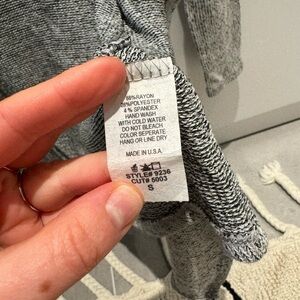 RAYON
POLYESTER
4 % SPANDEX
HAND WASH
WITH COLD WATER
DO NOT BLEACH
COLOR SEPERATE
HANG OR LINE DRY
MADE IN U.S.A.
STYLE# 9236
CUT# 5003
S